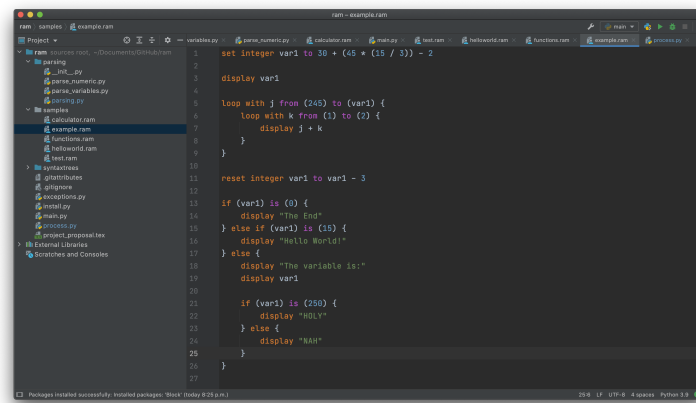 ram – example.ram
ram samples example.ram
main
Project
variables.py parse_numeric.py calculator.ram main.py test.ram helloworld.ram functions.ram example.ram process.py
ram sources root, ~/Documents/GitHub/ram
parsing
__init__.py
parse_numeric.py
parse_variables.py
parsing.py
samples
calculator.ram
example.ram
functions.ram
helloworld.ram
test.ram
syntaxtrees
.gitattributes
.gitignore
exceptions.py
install.py
main.py
process.py
project_proposal.tex
External Libraries
Scratches and Consoles
1 set integer var1 to 30 + (45 * (15 / 3)) - 2
2
3 display var1
4
5 loop with j from (245) to (var1) {
6 loop with k from (1) to (2) {
7 display j + k
8 }
9 }
10
11 reset integer var1 to var1 - 3
12
13 if (var1) is (0) {
14 display "The End"
15 } else if (var1) is (15) {
16 display "Hello World!"
17 } else {
18 display "The variable is:"
19 display var1
20
21 if (var1) is (250) {
22 display "HOLY"
23 } else {
24 display "NAH"
25 }
26 }
27
Packages installed successfully: Installed packages: 'Block' (today 8:25 p.m.)
25:6 LF UTF-8 4 spaces Python 3.9